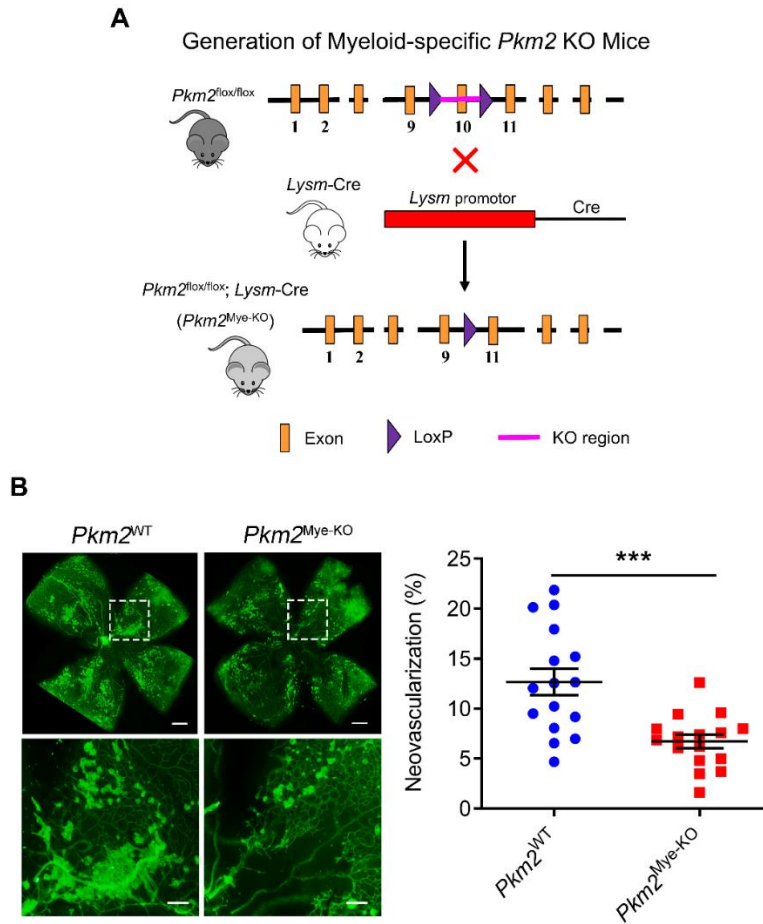 A
Generation of Myeloid-specific Pkm2 KO Mice
Pkm2flox/flox
1 2 9 10 11
Lysm-Cre
Lysm promotor
Cre
Pkm2flox/flox; Lysm-Cre
(Pkm2Mye-KO)
1 2 9 11
Exon LoxP KO region
B
Pkm2WT Pkm2Mye-KO
Neovascularization (%)
25
20
15
10
5
0
***
Pkm2WT
Pkm2Mye-KO